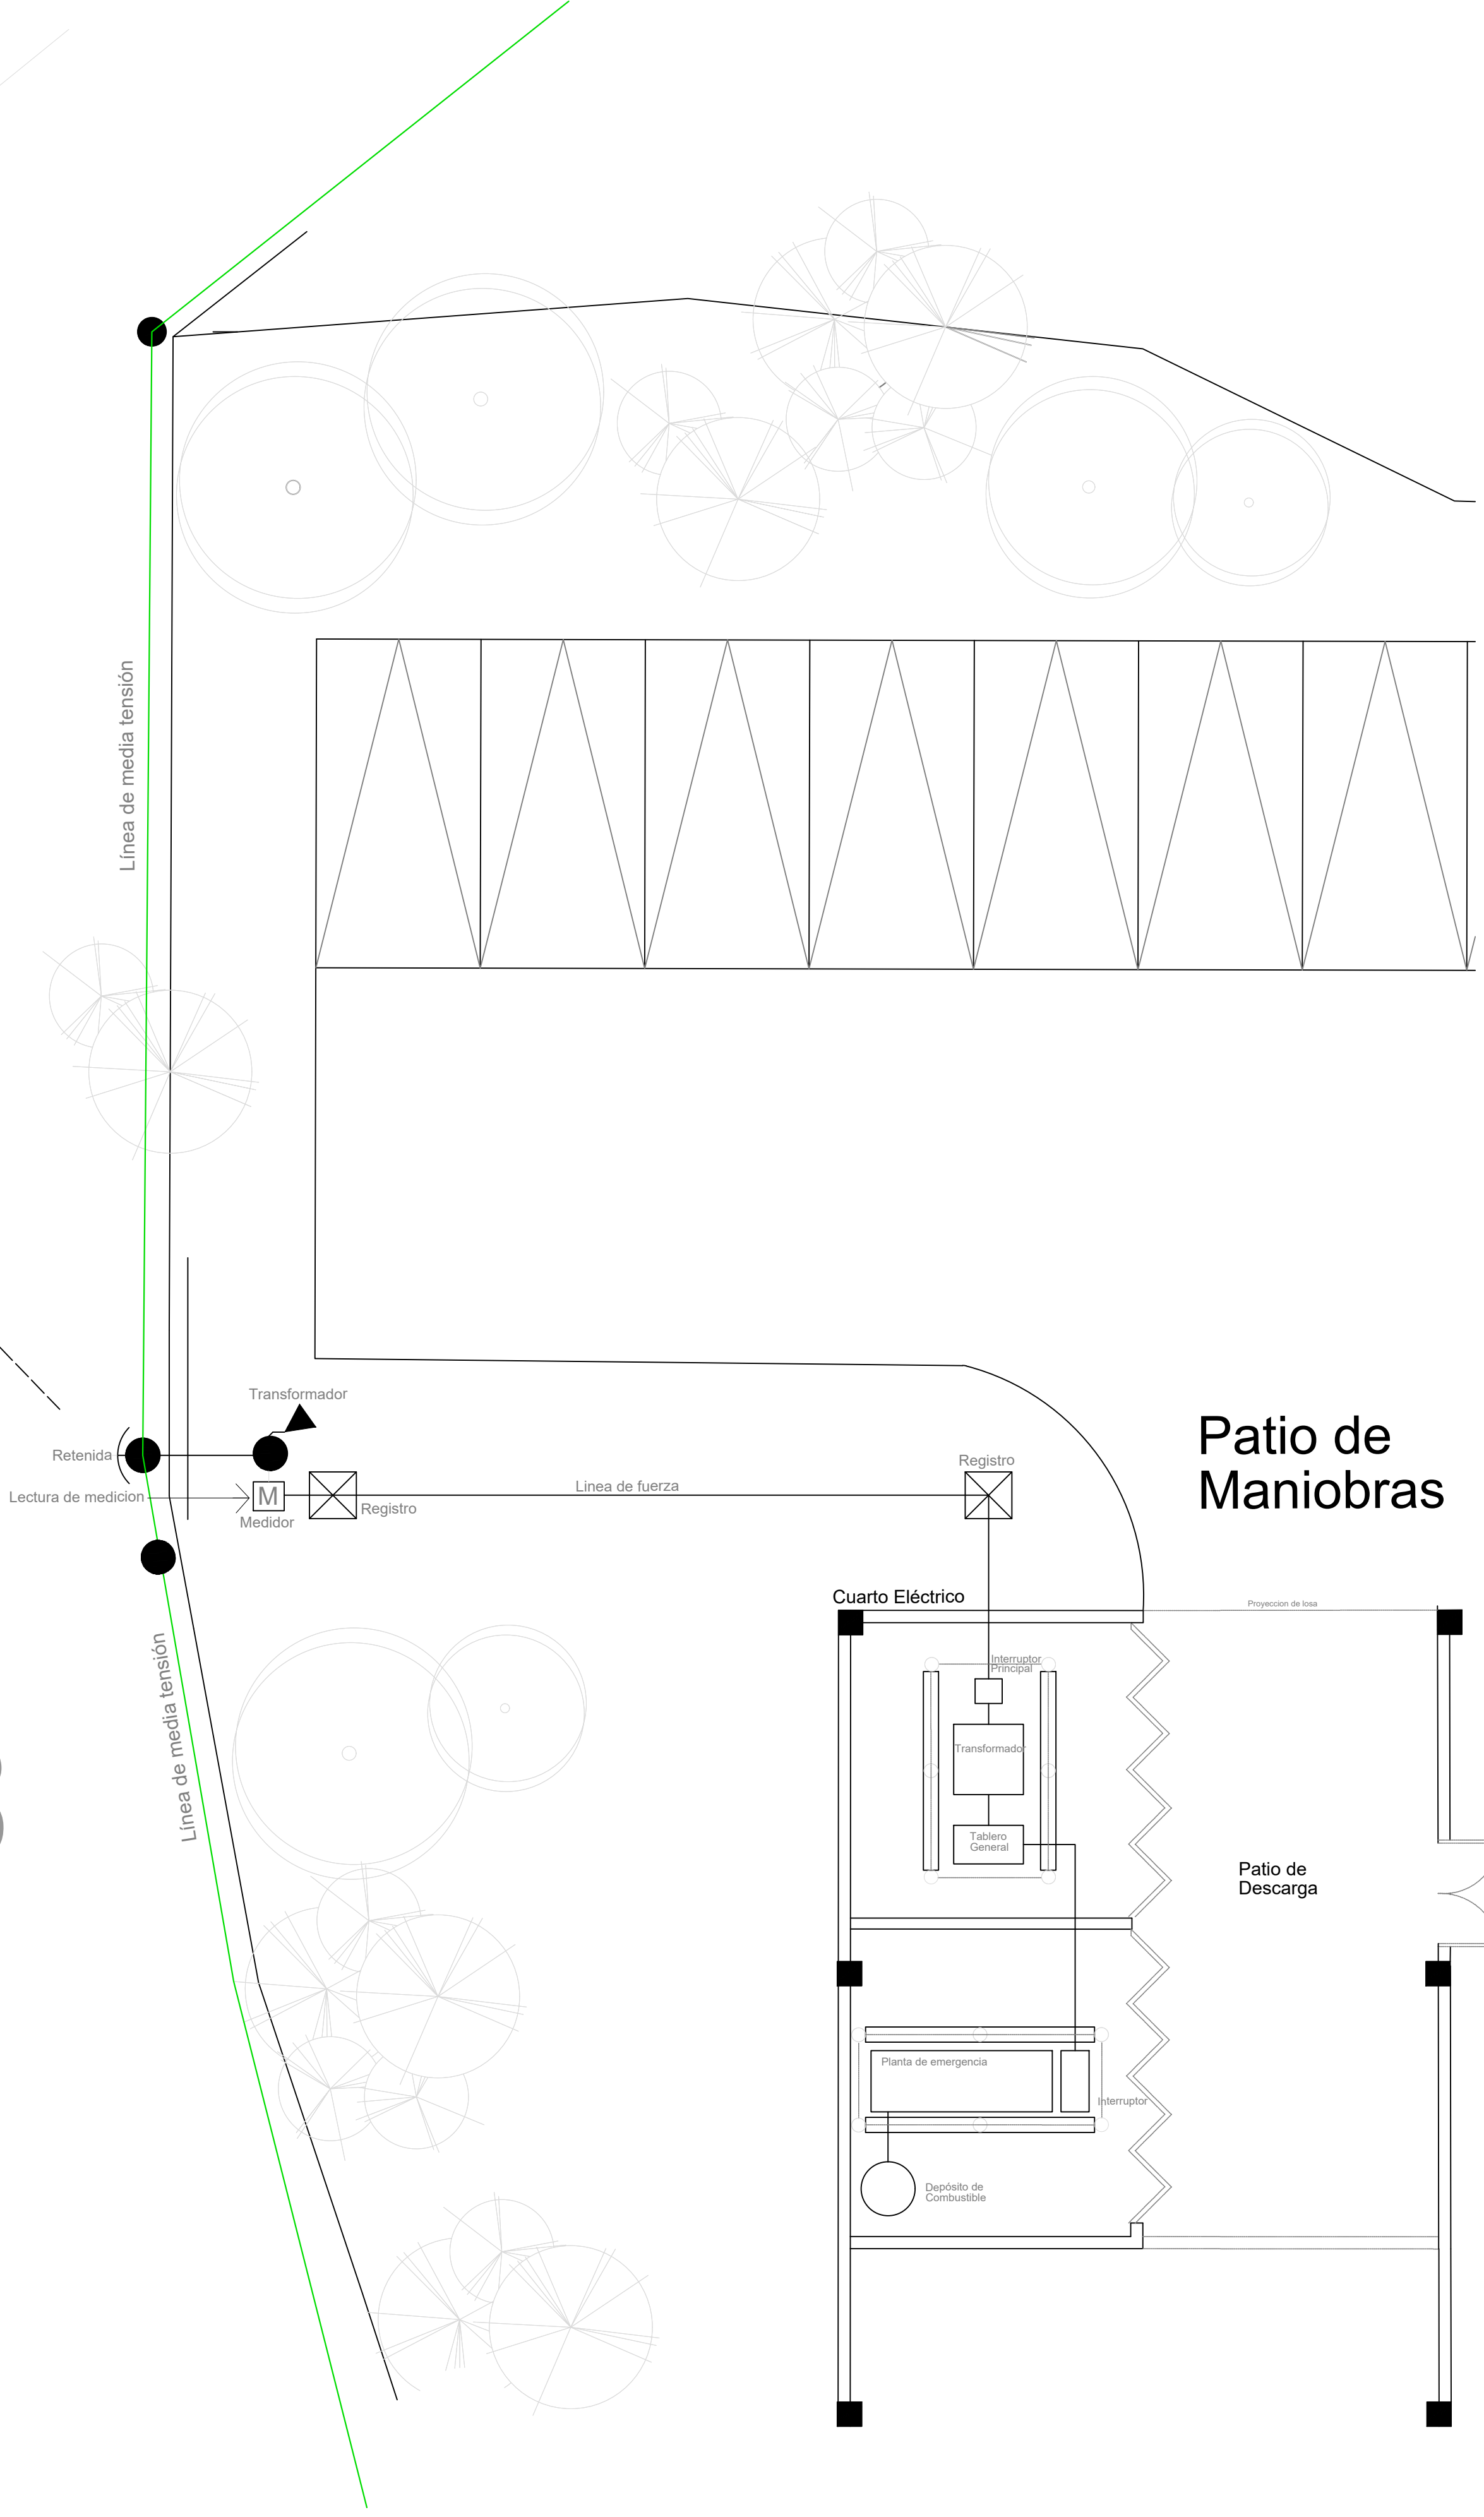 Línea de media tensión
Transformador
Retenida
Lectura de medicion
M
Medidor
Registro
Linea de fuerza
Registro
Patio de
Maniobras
Cuarto Eléctrico
Proyeccion de losa
Interruptor
Principal
Transformador
Tablero
General
Línea de media tensión
Patio de
Descarga
Planta de emergencia
Interruptor
Depósito de
Combustible